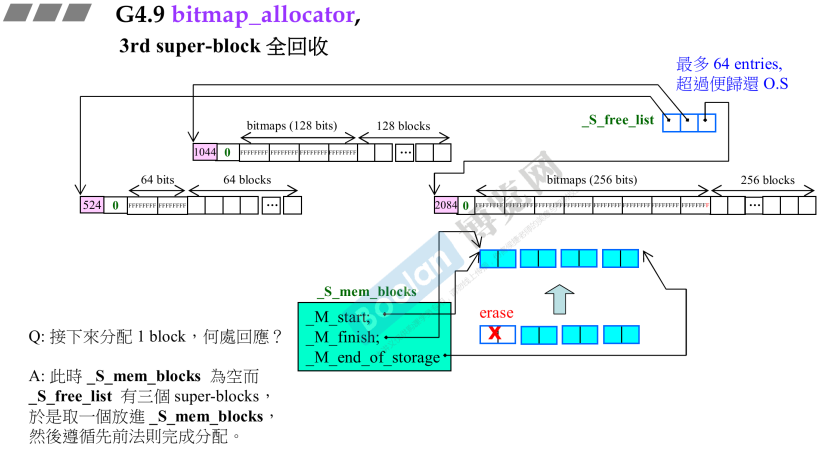 G4.9 bitmap_allocator,
3rd super-block 全回收
最多 64 entries,
超過便歸還 O.S
_S_free_list
bitmaps (128 bits)
128 blocks
1044 0 FFFFFFFF FFFFFFFF FFFFFFFF FFFFFFFF ...
64 bits
64 blocks
bitmaps (256 bits)
256 blocks
524 0 FFFFFFFF FFFFFFFF ...
2084 0 FFFFFFFF FFFFFFFF FFFFFFFF FFFFFFFF FFFFFFFF FFFFFFFF FFFFFFFF FFFFFFFF ...
Boolan 博览网
_S_mem_blocks
_M_start;
_M_finish;
_M_end_of_storage
erase
X
Q: 接下來分配 1 block，何處回應？
A: 此時 _S_mem_blocks 為空而
_S_free_list 有三個 super-blocks，
於是取一個放進 _S_mem_blocks，
然後遵循先前法則完成分配。